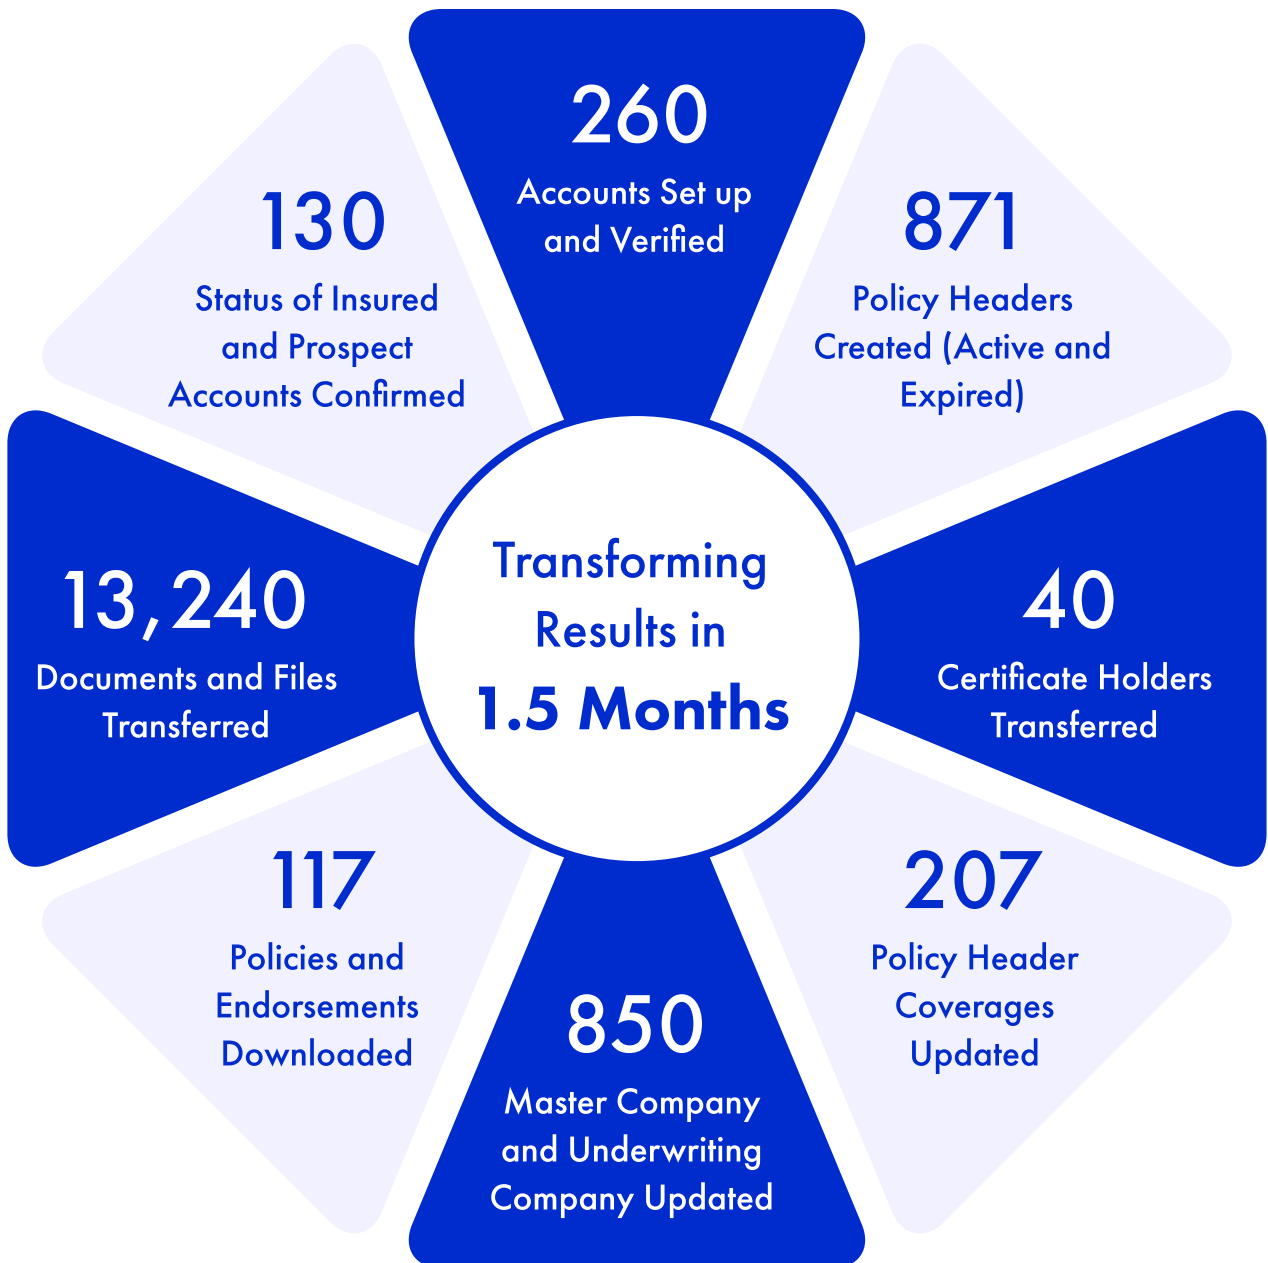 260
Accounts Set up
and Verified
871
Policy Headers
Created (Active and
Expired)
40
Certificate Holders
Transferred
207
Policy Header
Coverages
Updated
850
Master Company
and Underwriting
Company Updated
117
Policies and
Endorsements
Downloaded
13,240
Documents and Files
Transferred
130
Status of Insured
and Prospect
Accounts Confirmed
Transforming
Results in
1.5 Months